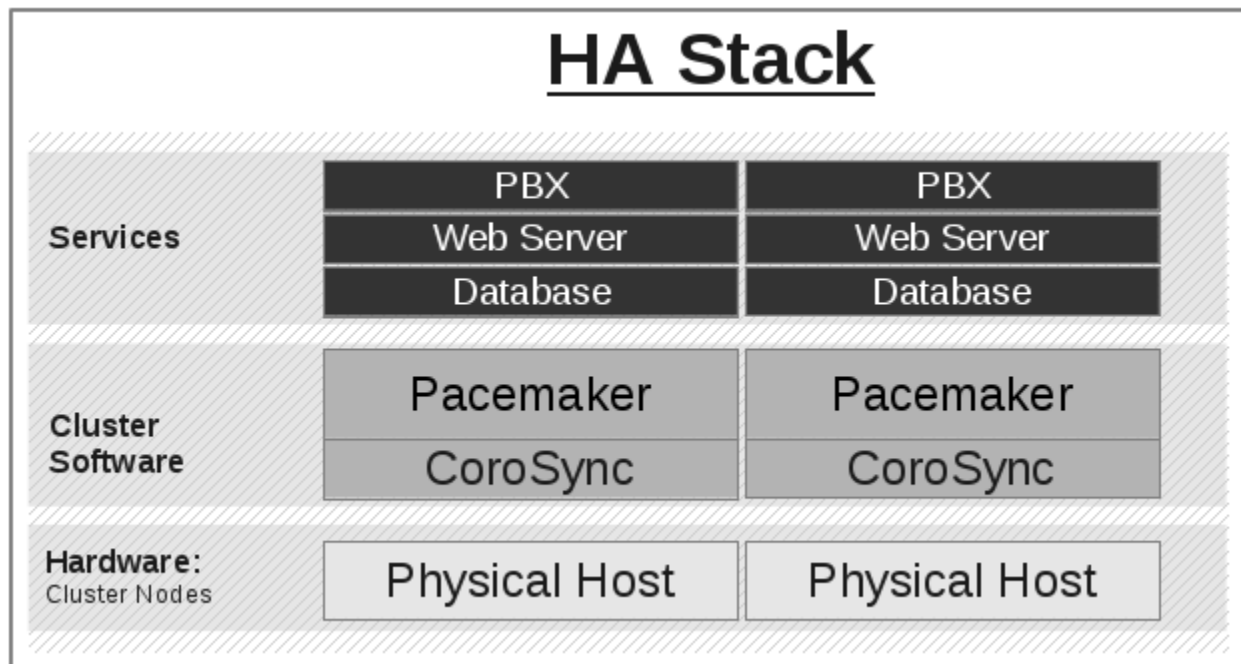 HA Stack
Services
PBX
PBX
Web Server
Web Server
Database
Database
Cluster
Software
Pacemaker
Pacemaker
CoroSync
CoroSync
Hardware:
Cluster Nodes
Physical Host
Physical Host